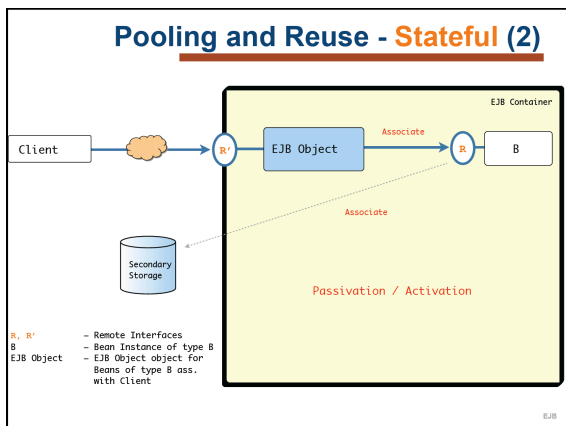 Pooling and Reuse - Stateful (2)
EJB Container
Client
R'
EJB Object
Associate
R
B
Associate
Secondary
Storage
Passivation / Activation
R, R' – Remote Interfaces
B – Bean Instance of type B
EJB Object – EJB Object object for
Beans of type B ass.
with Client
EJB